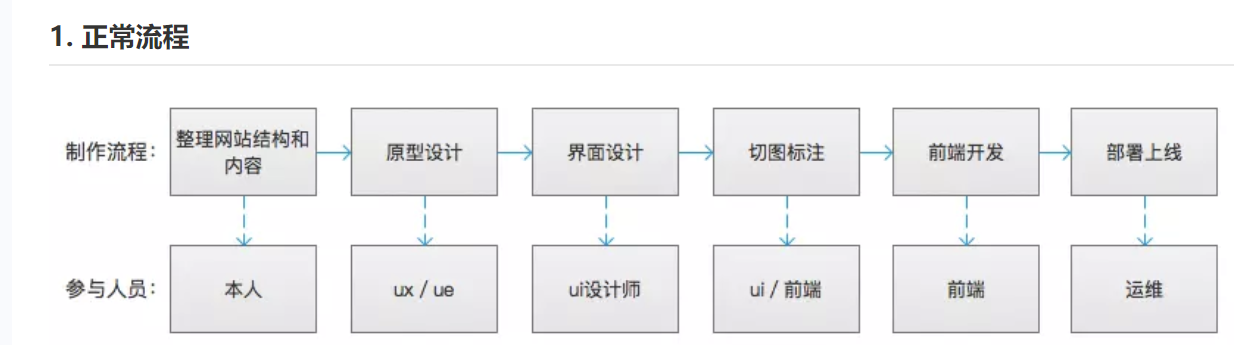 1. 正常流程
制作流程：
整理网站结构和
内容
原型设计
界面设计
切图标注
前端开发
部署上线
参与人员：
本人
ux / ue
ui设计师
ui / 前端
前端
运维